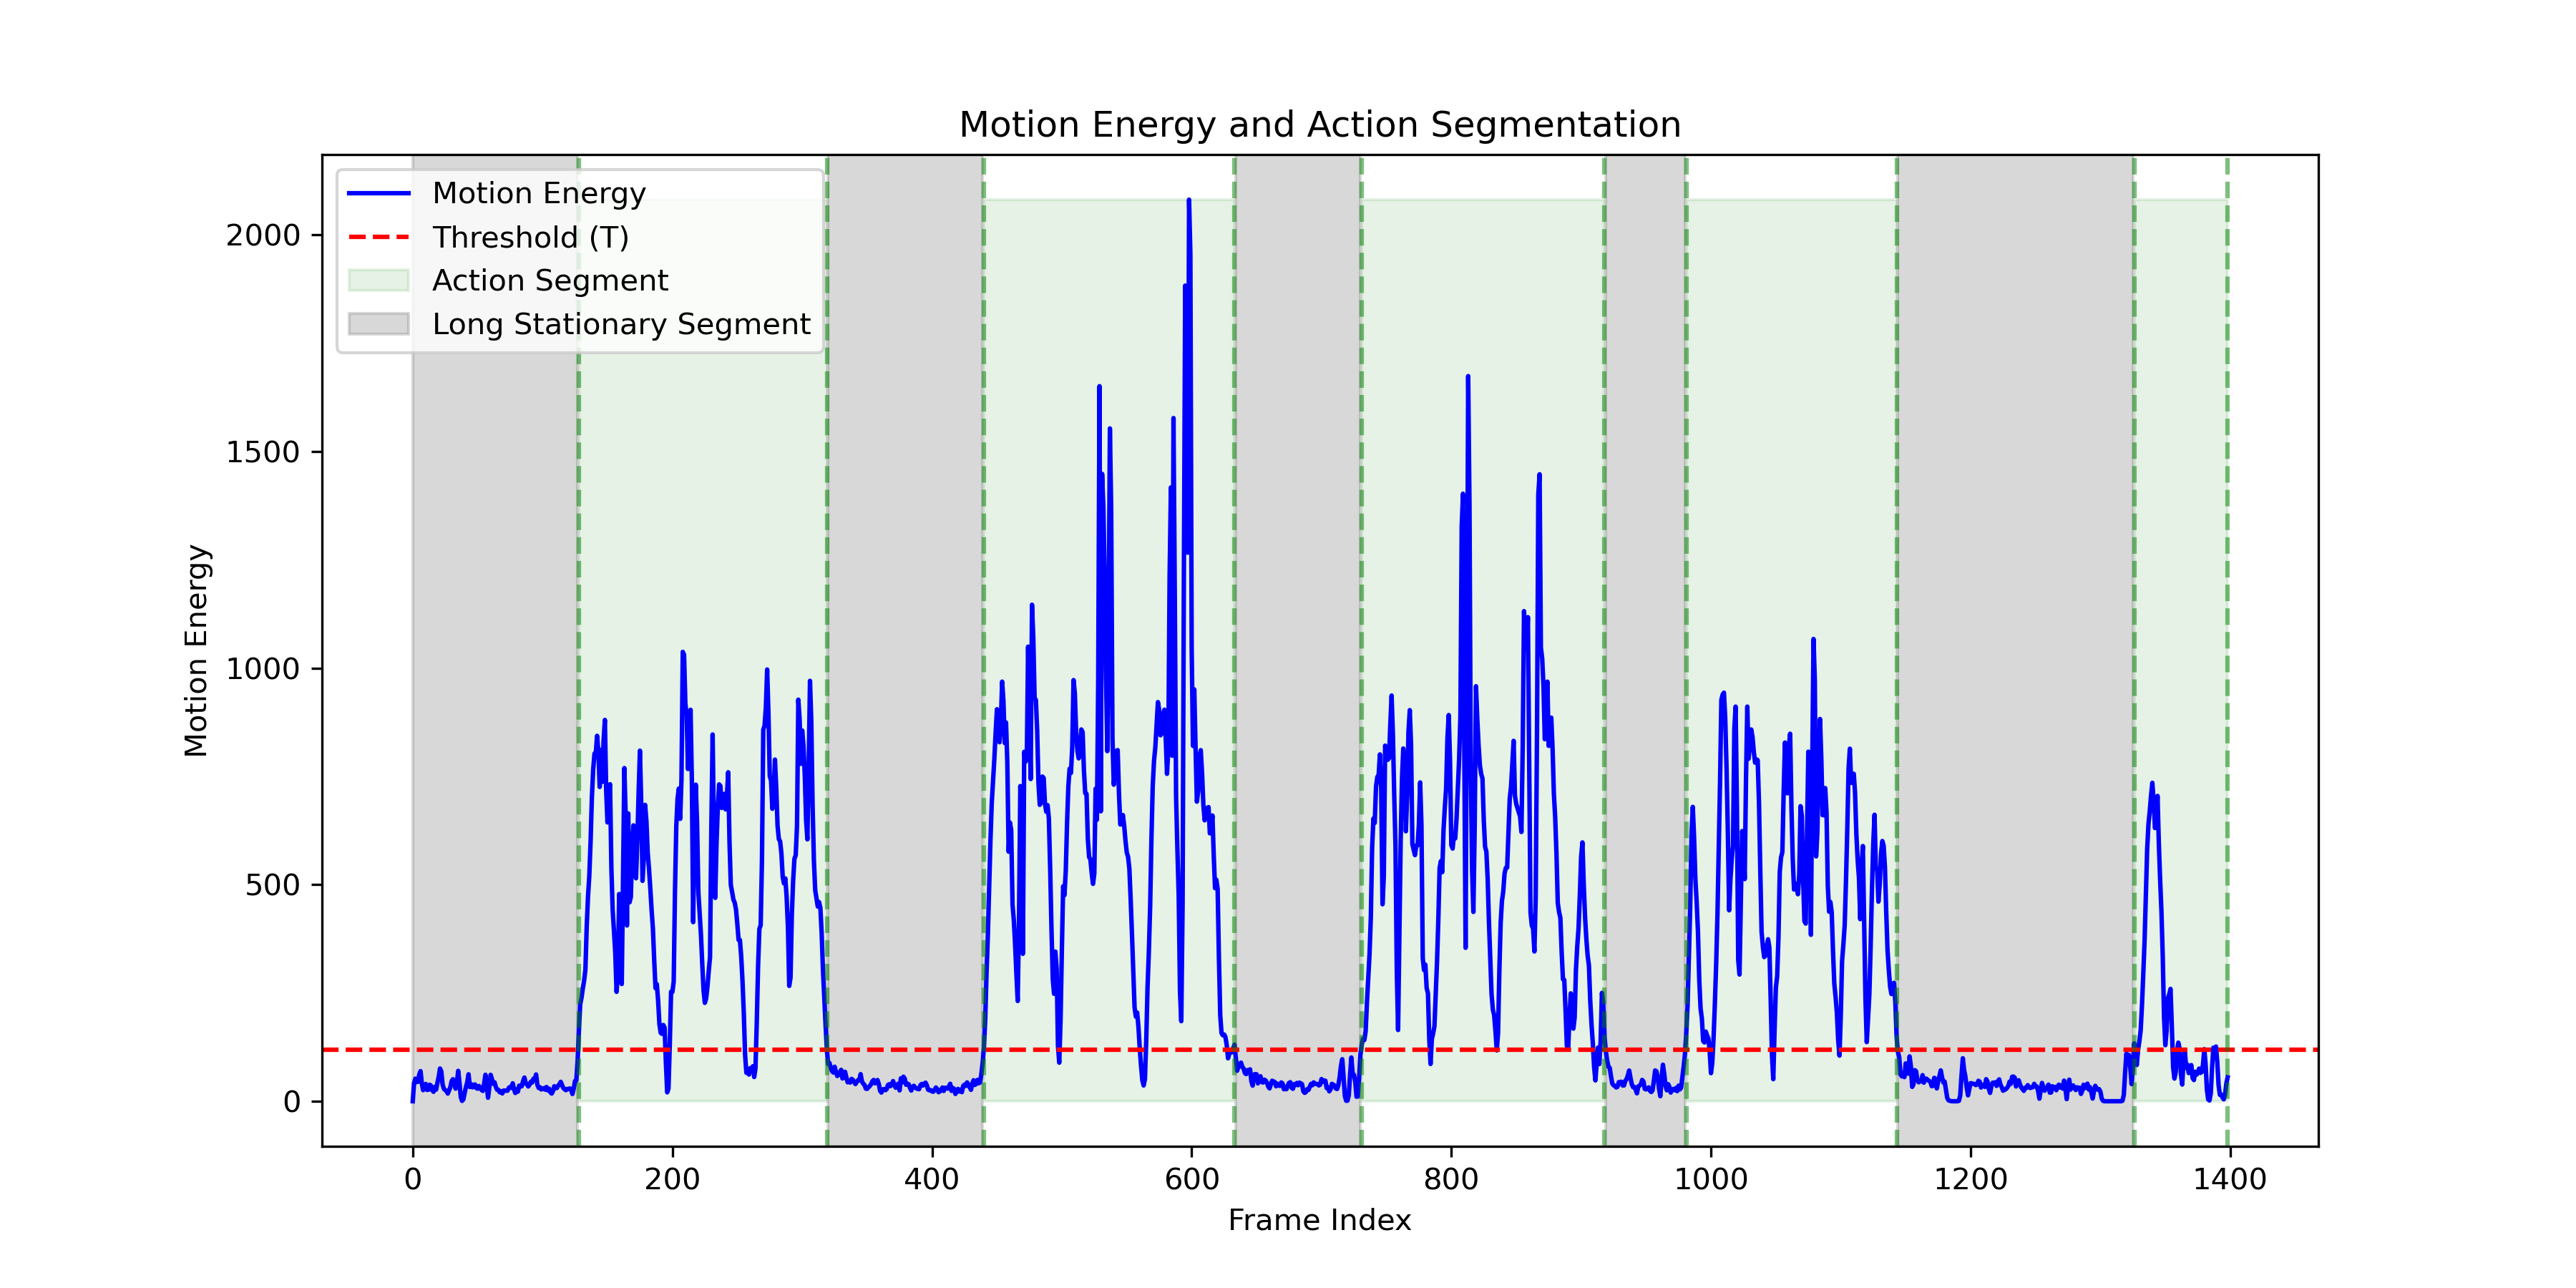 Motion Energy and Action Segmentation
Motion Energy
Threshold (T)
Action Segment
Long Stationary Segment
2000
1500
1000
500
0
Motion Energy
0 200 400 600 800 1000 1200 1400
Frame Index